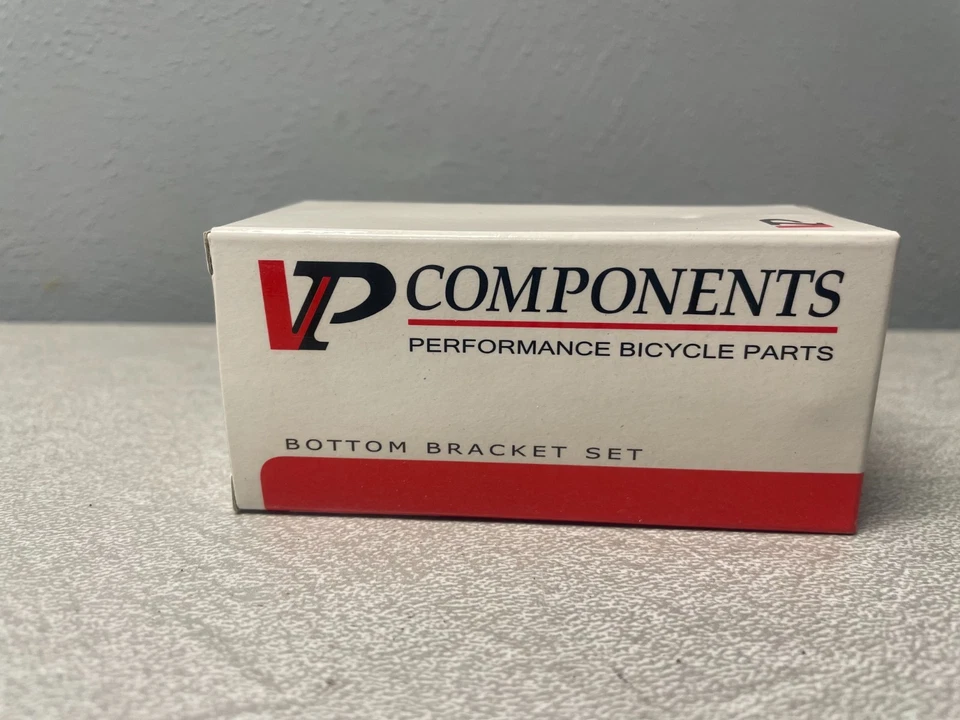 VP COMPONENTS
PERFORMANCE BICYCLE PARTS
BOTTOM BRACKET SET